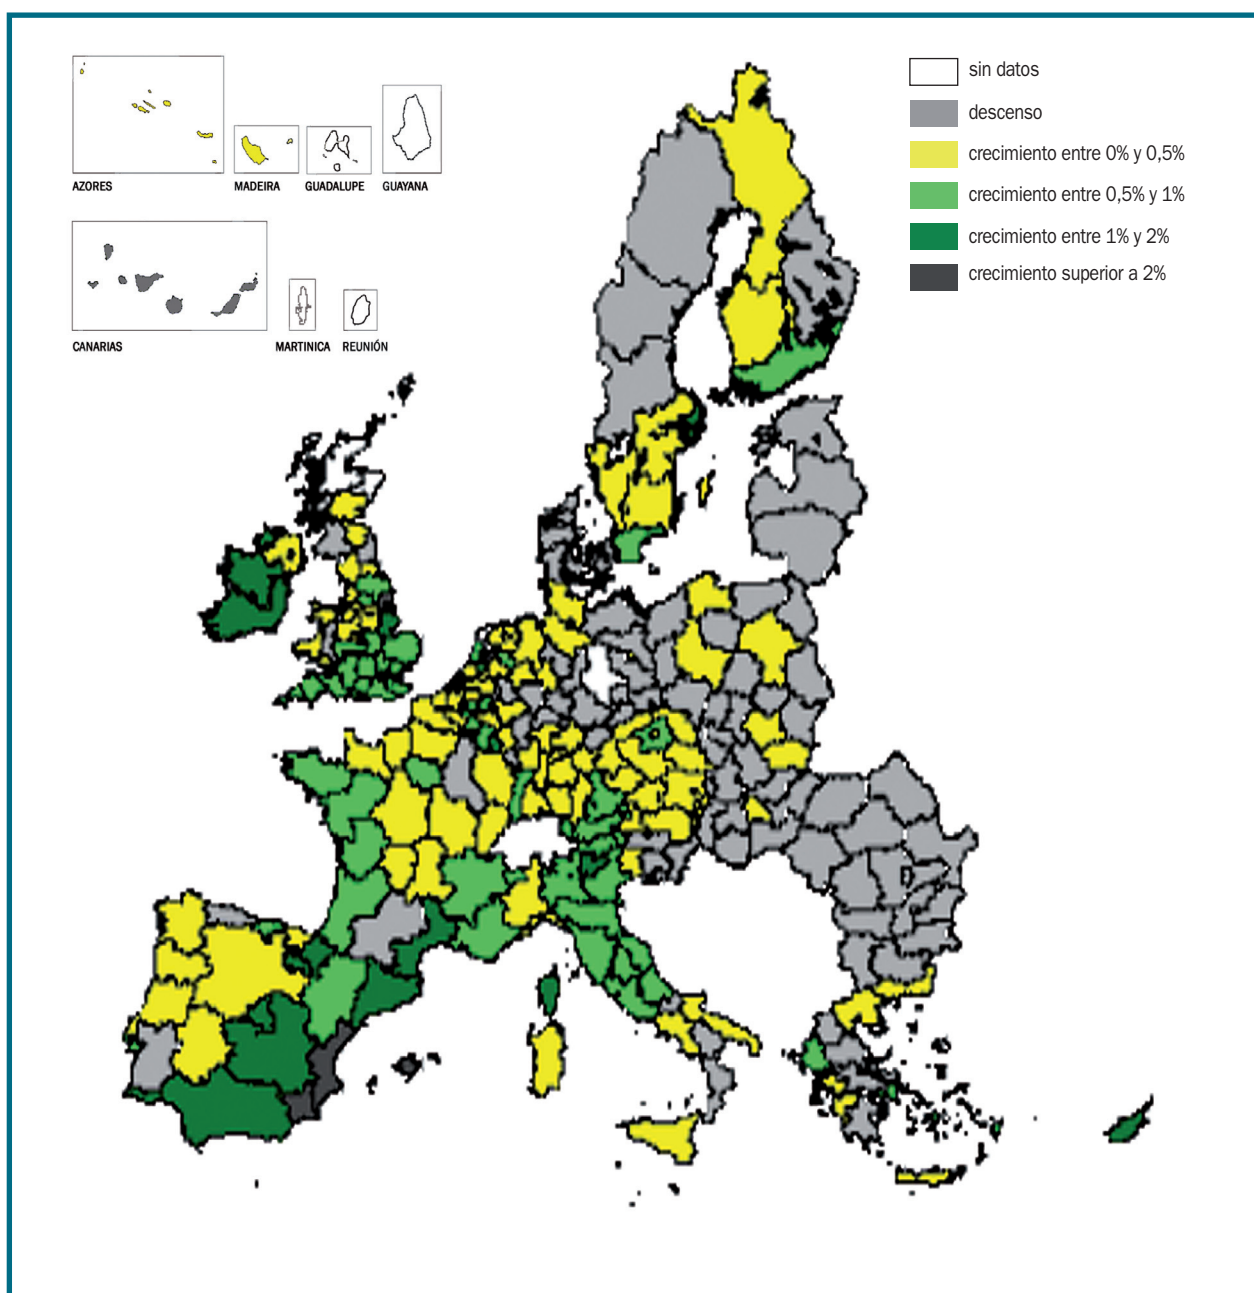 AZORES
MADEIRA
GUADALUPE
GUAYANA
CANARIAS
MARTINICA
REUNIÓN
sin datos
descenso
crecimiento entre 0% y 0,5%
crecimiento entre 0,5% y 1%
crecimiento entre 1% y 2%
crecimiento superior a 2%